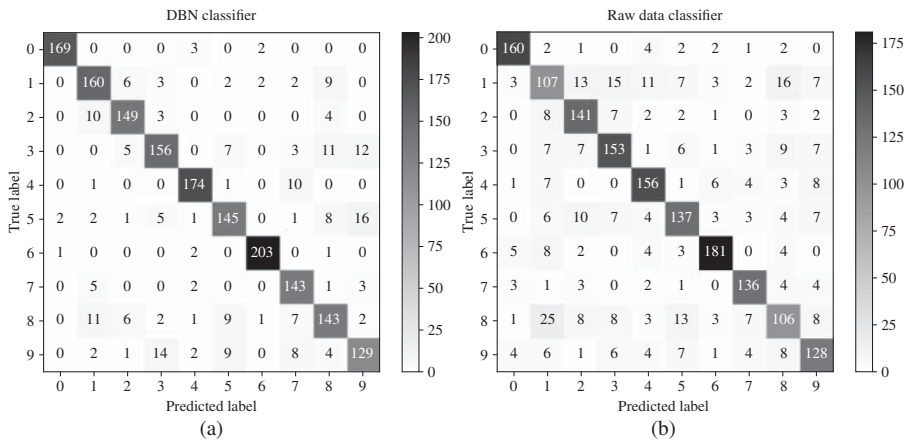 DBN classifier
0 169 0 0 0 3 0 2 0 0 0
1 0 160 6 3 0 2 2 2 9 0
2 0 10 149 3 0 0 0 0 4 0
3 0 0 5 156 0 7 0 3 11 12
4 0 1 0 0 174 1 0 10 0 0
5 2 2 1 5 1 145 0 1 8 16
6 1 0 0 0 2 0 203 0 1 0
7 0 5 0 0 0 0 0 143 1 3
8 0 11 6 2 1 9 1 7 143 2
9 0 2 1 14 2 9 0 8 4 129
0 1 2 3 4 5 6 7 8 9
True label
Predicted label
200
175
150
125
100
75
50
25
0
(a)
Raw data classifier
0 160 2 1 0 4 2 2 1 2 0
1 3 107 13 15 11 7 3 2 16 7
2 0 8 141 7 2 2 1 0 3 2
3 0 7 7 153 1 6 1 3 9 7
4 1 7 0 0 156 1 6 4 3 8
5 0 6 10 7 4 137 3 3 4 7
6 5 8 2 0 4 3 181 0 4 0
7 3 1 3 0 2 1 0 136 4 4
8 1 25 8 8 3 13 3 7 106 8
9 4 6 1 6 4 7 1 4 8 128
0 1 2 3 4 5 6 7 8 9
True label
Predicted label
175
150
125
100
75
50
25
0
(b)